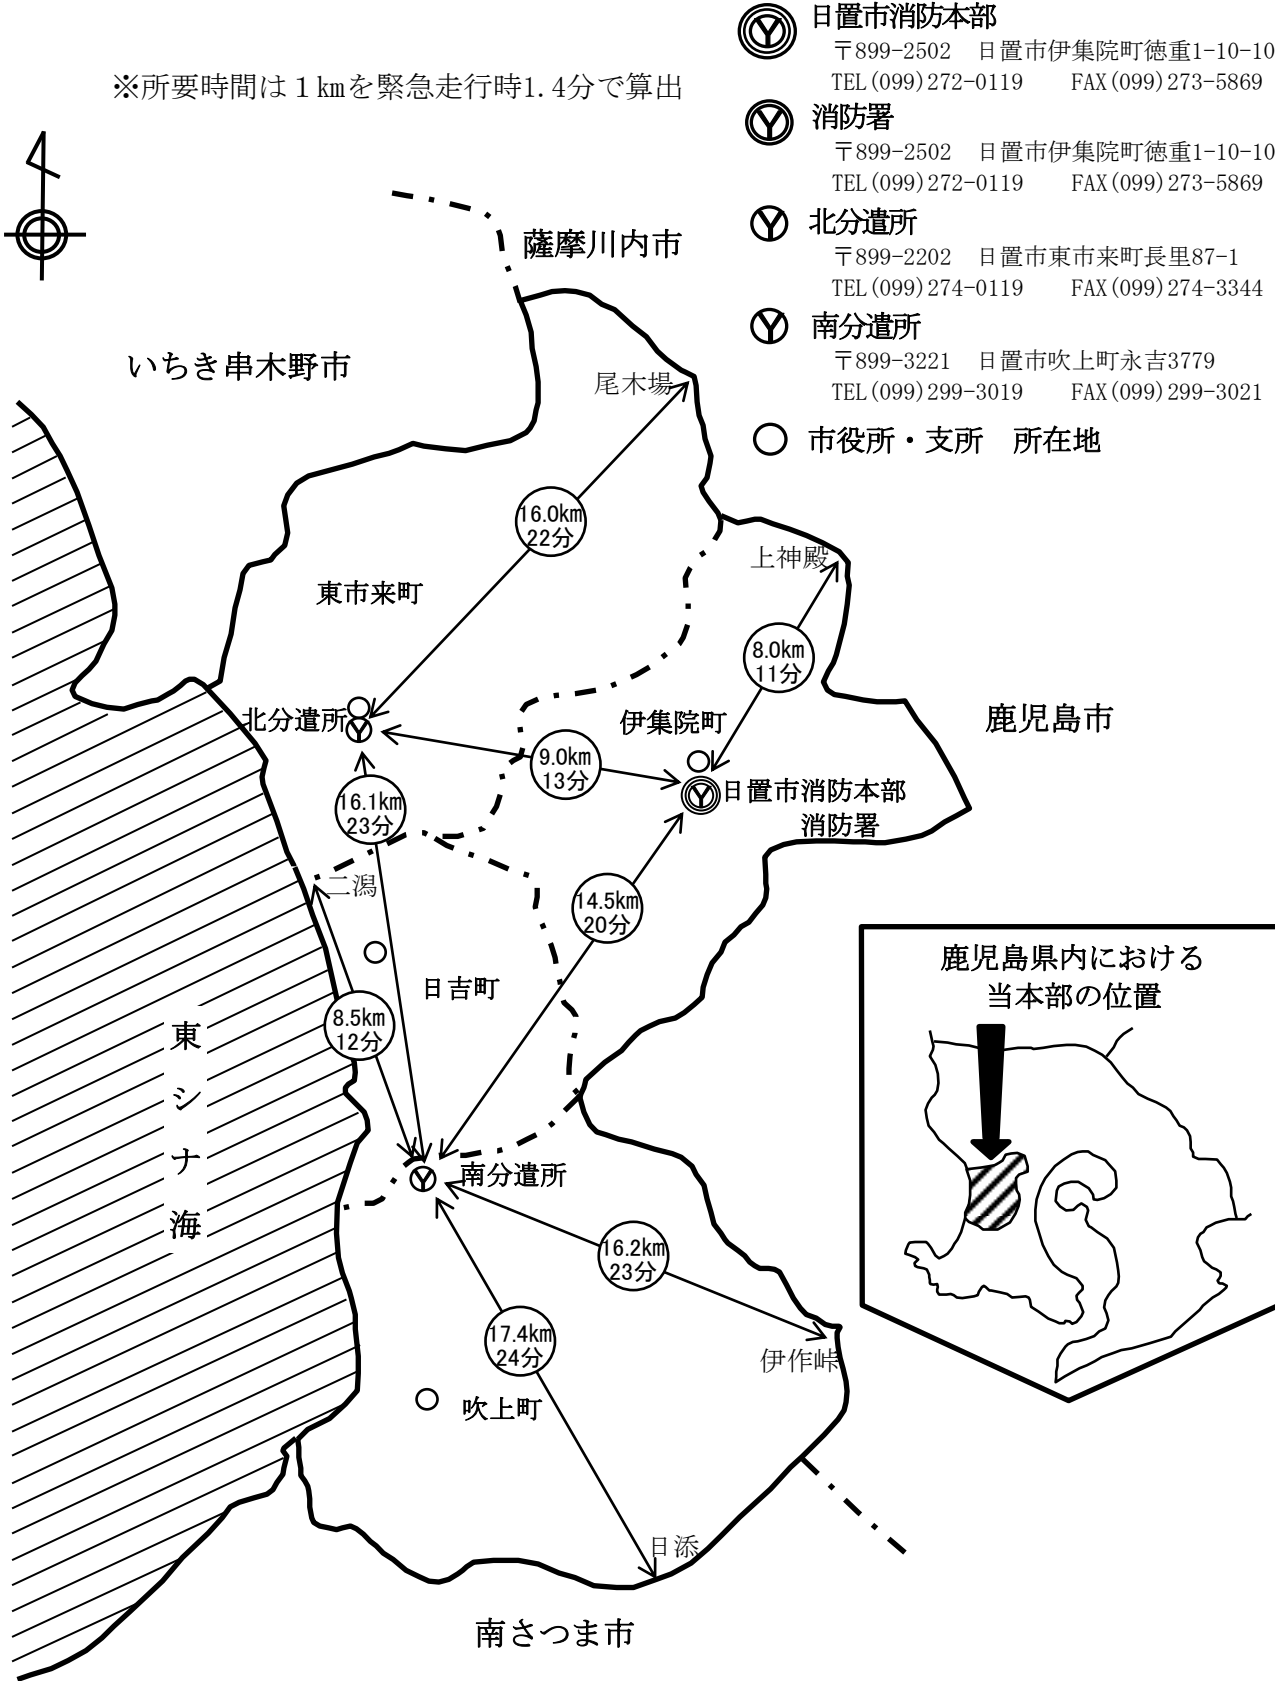 日置市消防本部
〒899-2502　日置市伊集院町徳重1-10-10
TEL(099)272-0119　　FAX(099)273-5869
※所要時間は１kmを緊急走行時1.4分で算出
消防署
〒899-2502　日置市伊集院町徳重1-10-10
TEL(099)272-0119　　FAX(099)273-5869
北分遣所
〒899-2202　日置市東市来町長里87-1
TEL(099)274-0119　　FAX(099)274-3344
南分遣所
〒899-3221　日置市吹上町永吉3779
TEL(099)299-3019　　FAX(099)299-3021
市役所・支所　所在地
薩摩川内市
いちき串木野市
尾木場
16.0km
22分
上神殿
東市来町
8.0km
11分
北分遣所
伊集院町
鹿児島市
9.0km
13分
日置市消防本部
消防署
16.1km
23分
二潟
14.5km
20分
日吉町
8.5km
12分
東シナ海
鹿児島県内における
当本部の位置
南分遣所
16.2km
23分
17.4km
24分
伊作峠
吹上町
日添
南さつま市